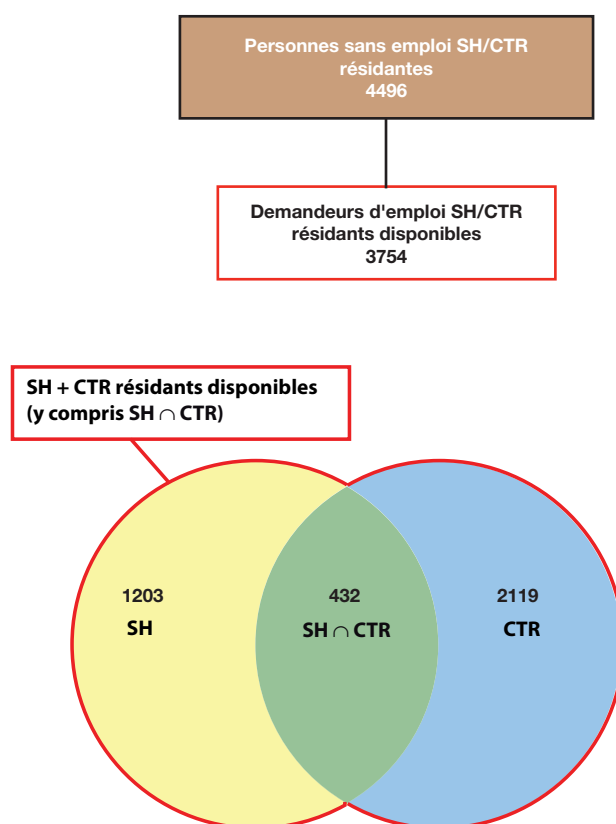 Personnes sans emploi SH/CTR
résidantes
4496
Demandeurs d'emploi SH/CTR
résidants disponibles
3754
SH + CTR résidants disponibles
(y compris SH ∩ CTR)
1203
SH
432
SH ∩ CTR
2119
CTR